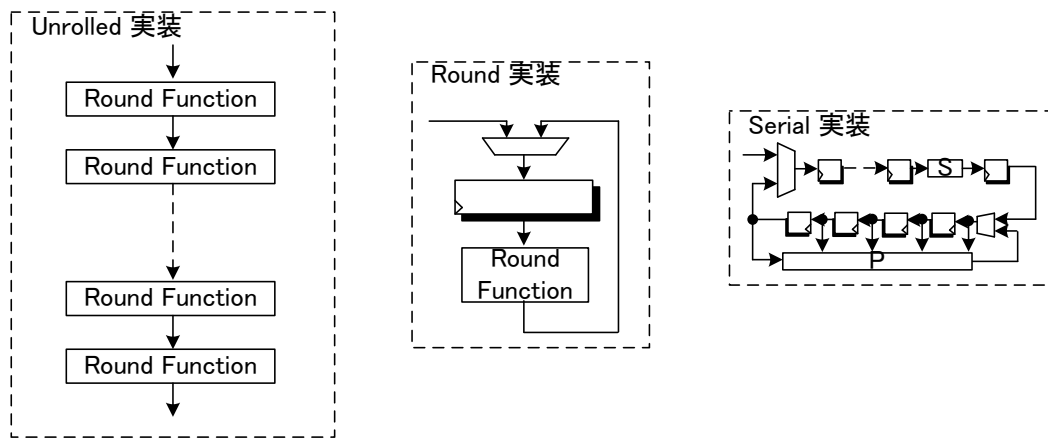 Unrolled 実装
Round Function
Round Function
Round Function
Round Function
Round 実装
Round
Function
Serial 実装
S
P